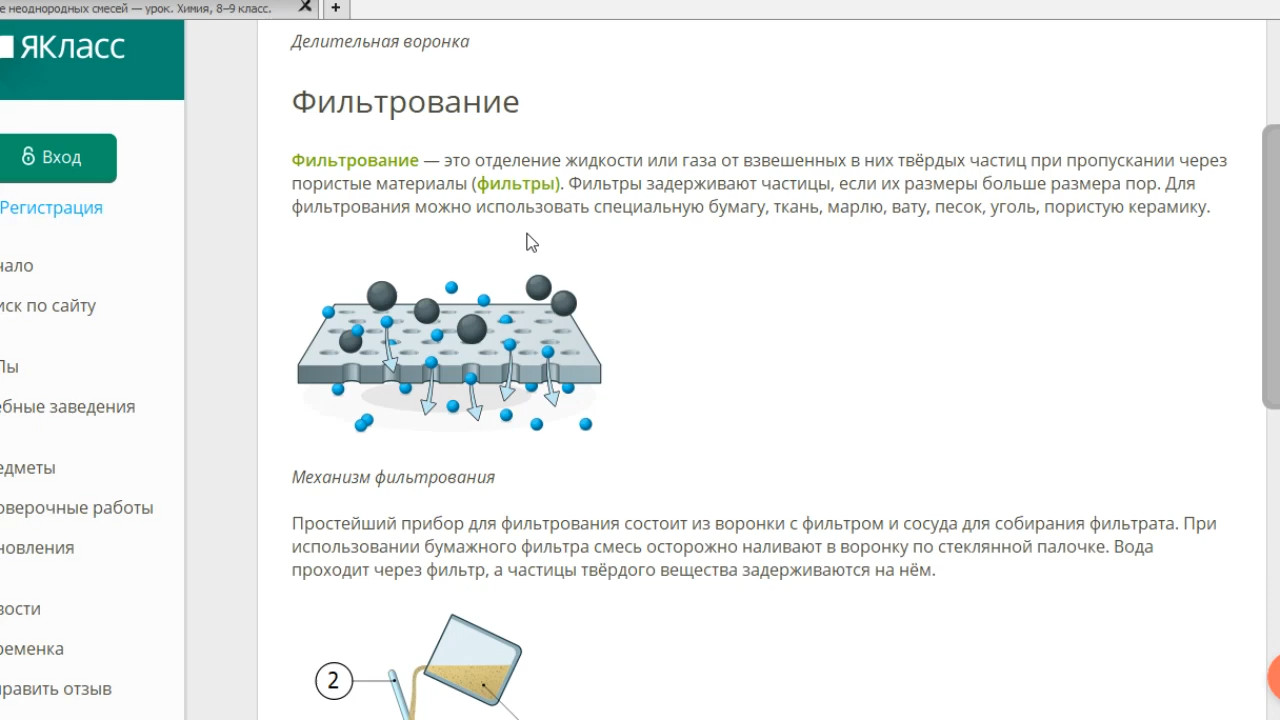 е неоднородных смесей — урок. Химия, 8–9 класс.
ЯКласс
Вход
Регистрация
чало
иск по сайту
Пы
ебные заведения
едметы
оверочные работы
новления
вости
ременка
править отзыв
Делительная воронка
Фильтрование
Фильтрование — это отделение жидкости или газа от взвешенных в них твёрдых частиц при пропускании через
пористые материалы (фильтры). Фильтры задерживают частицы, если их размеры больше размера пор. Для
фильтрования можно использовать специальную бумагу, ткань, марлю, вату, песок, уголь, пористую керамику.
Механизм фильтрования
Простейший прибор для фильтрования состоит из воронки с фильтром и сосуда для собирания фильтрата. При
использовании бумажного фильтра смесь осторожно наливают в воронку по стеклянной палочке. Вода
проходит через фильтр, а частицы твёрдого вещества задерживаются на нём.
2